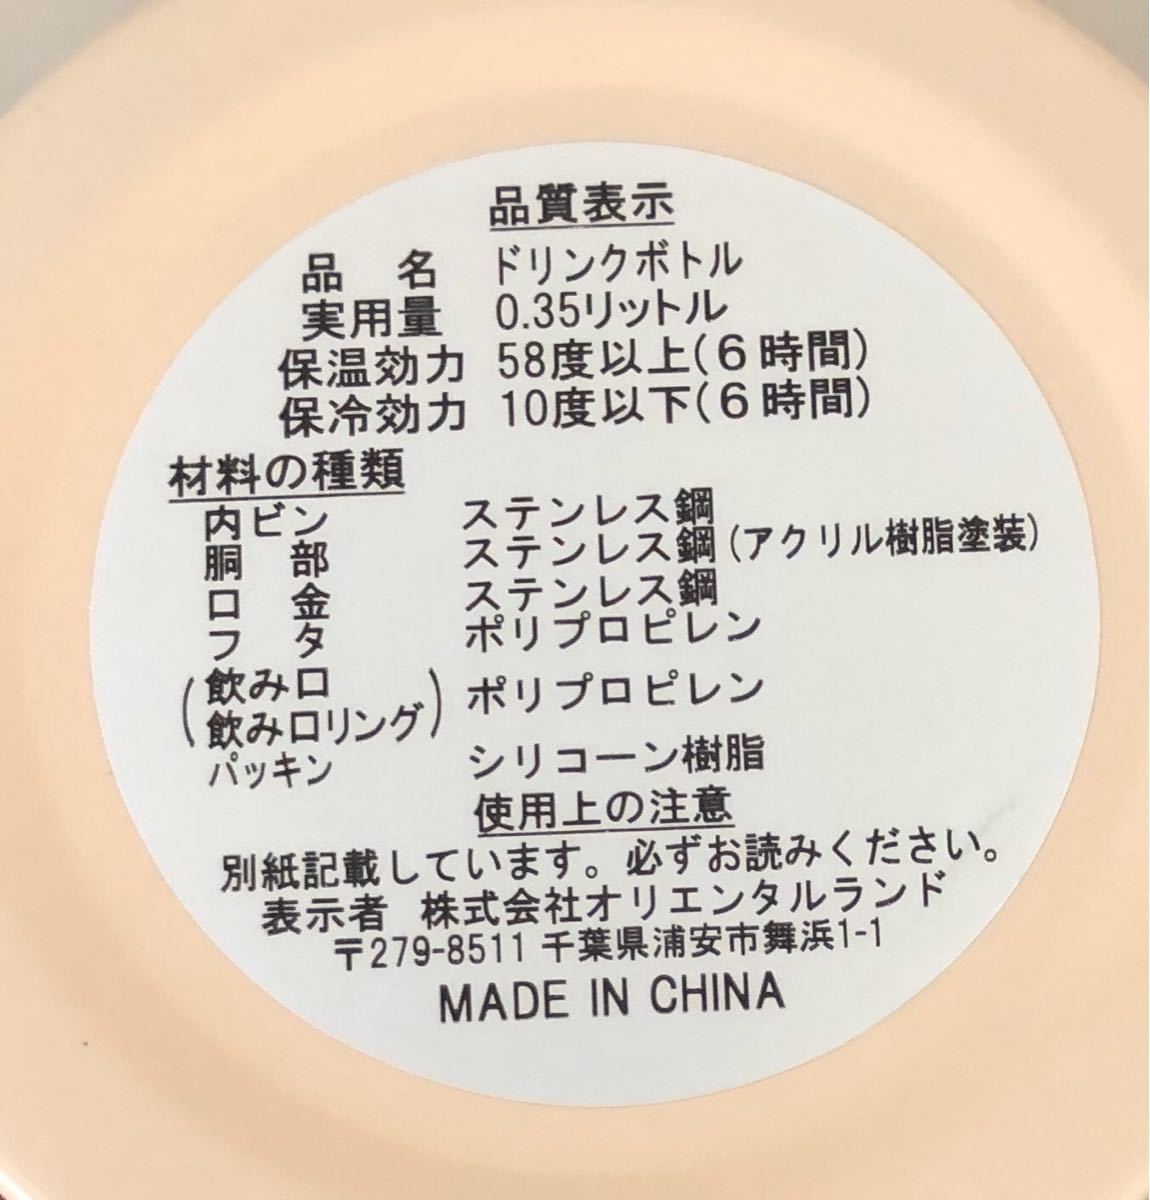 品質表示
品　名　ドリンクボトル
実用量　0.35リットル
保温効力　58度以上(６時間)
保冷効力　10度以下(６時間)
材料の種類
内ビン　ステンレス鋼
胴　部　ステンレス鋼(アクリル樹脂塗装)
口　金　ステンレス鋼
フ　タ　ポリプロピレン
(飲み口
飲みロリング)　ポリプロピレン
パッキン　シリコーン樹脂
使用上の注意
別紙記載しています。必ずお読みください。
表示者　株式会社オリエンタルランド
〒279-8511 千葉県浦安市舞浜1-1
MADE IN CHINA